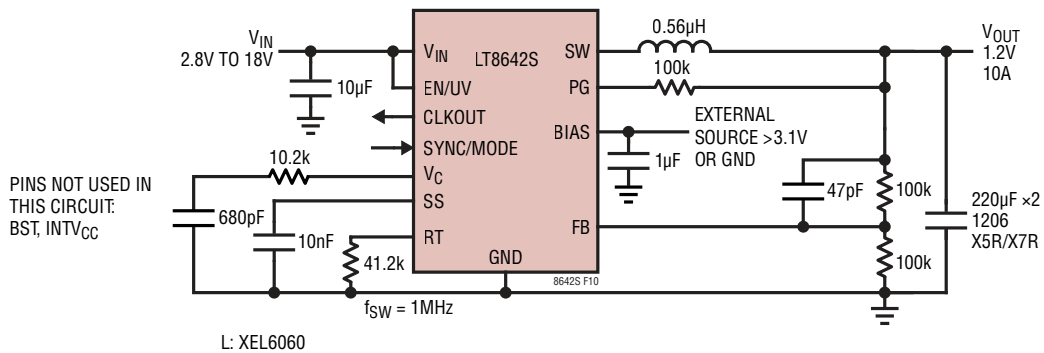 VIN
2.8V TO 18V
10µF
VIN
EN/UV
CLKOUT
SYNC/MODE
VC
SS
RT
LT8642S
SW
PG
BIAS
FB
GND
8642S F10
0.56µH
100k
EXTERNAL
SOURCE >3.1V
OR GND
1µF
47pF
100k
100k
VOUT
1.2V
10A
220µF ×2
1206
X5R/X7R
10.2k
680pF
10nF
41.2k
PINS NOT USED IN
THIS CIRCUIT:
BST, INTVCC
fSW = 1MHz
L: XEL6060